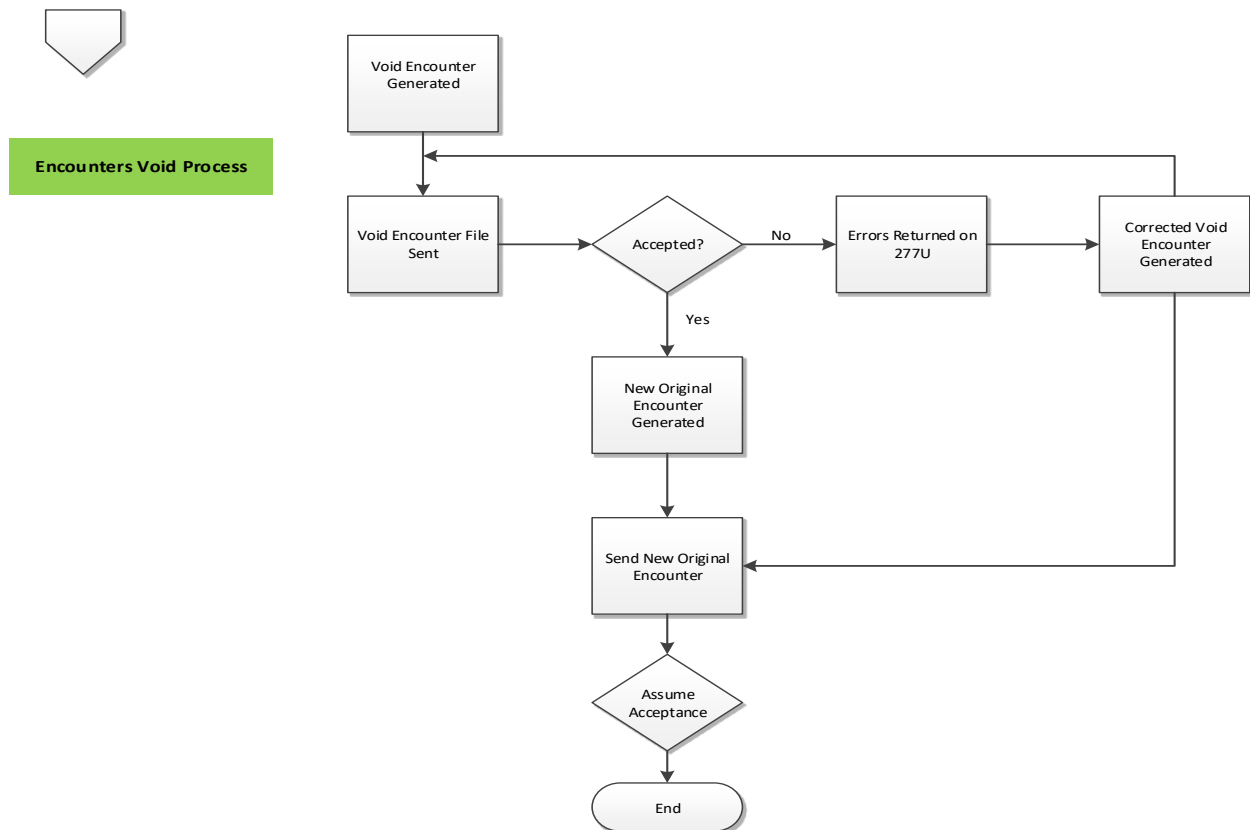 Void Encounter
Generated
Encounters Void Process
Void Encounter File
Sent
Accepted?
No
Errors Returned on
277U
Corrected Void
Encounter
Generated
Yes
New Original
Encounter
Generated
Send New Original
Encounter
Assume
Acceptance
End